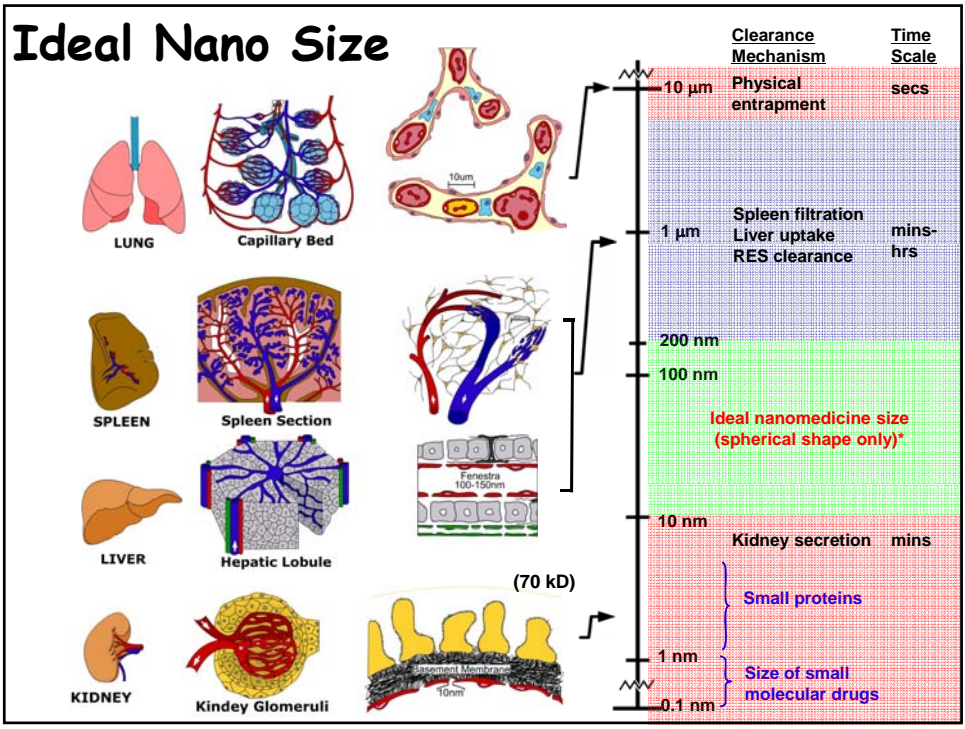 Ideal Nano Size
Clearance
Mechanism
Time
Scale
10 μm
Physical
entrapment
secs
10um
LUNG
Capillary Bed
1 μm
Spleen filtration
Liver uptake
RES clearance
mins-
hrs
200 nm
100 nm
SPLEEN
Spleen Section
Ideal nanomedicine size
(spherical shape only)*
Fenestra
100-150nm
10 nm
LIVER
Hepatic Lobule
Kidney secretion
mins
(70 kD)
Small proteins
Basement Membrane
10nm
1 nm
Size of small
molecular drugs
KIDNEY
Kindey Glomeruli
0.1 nm